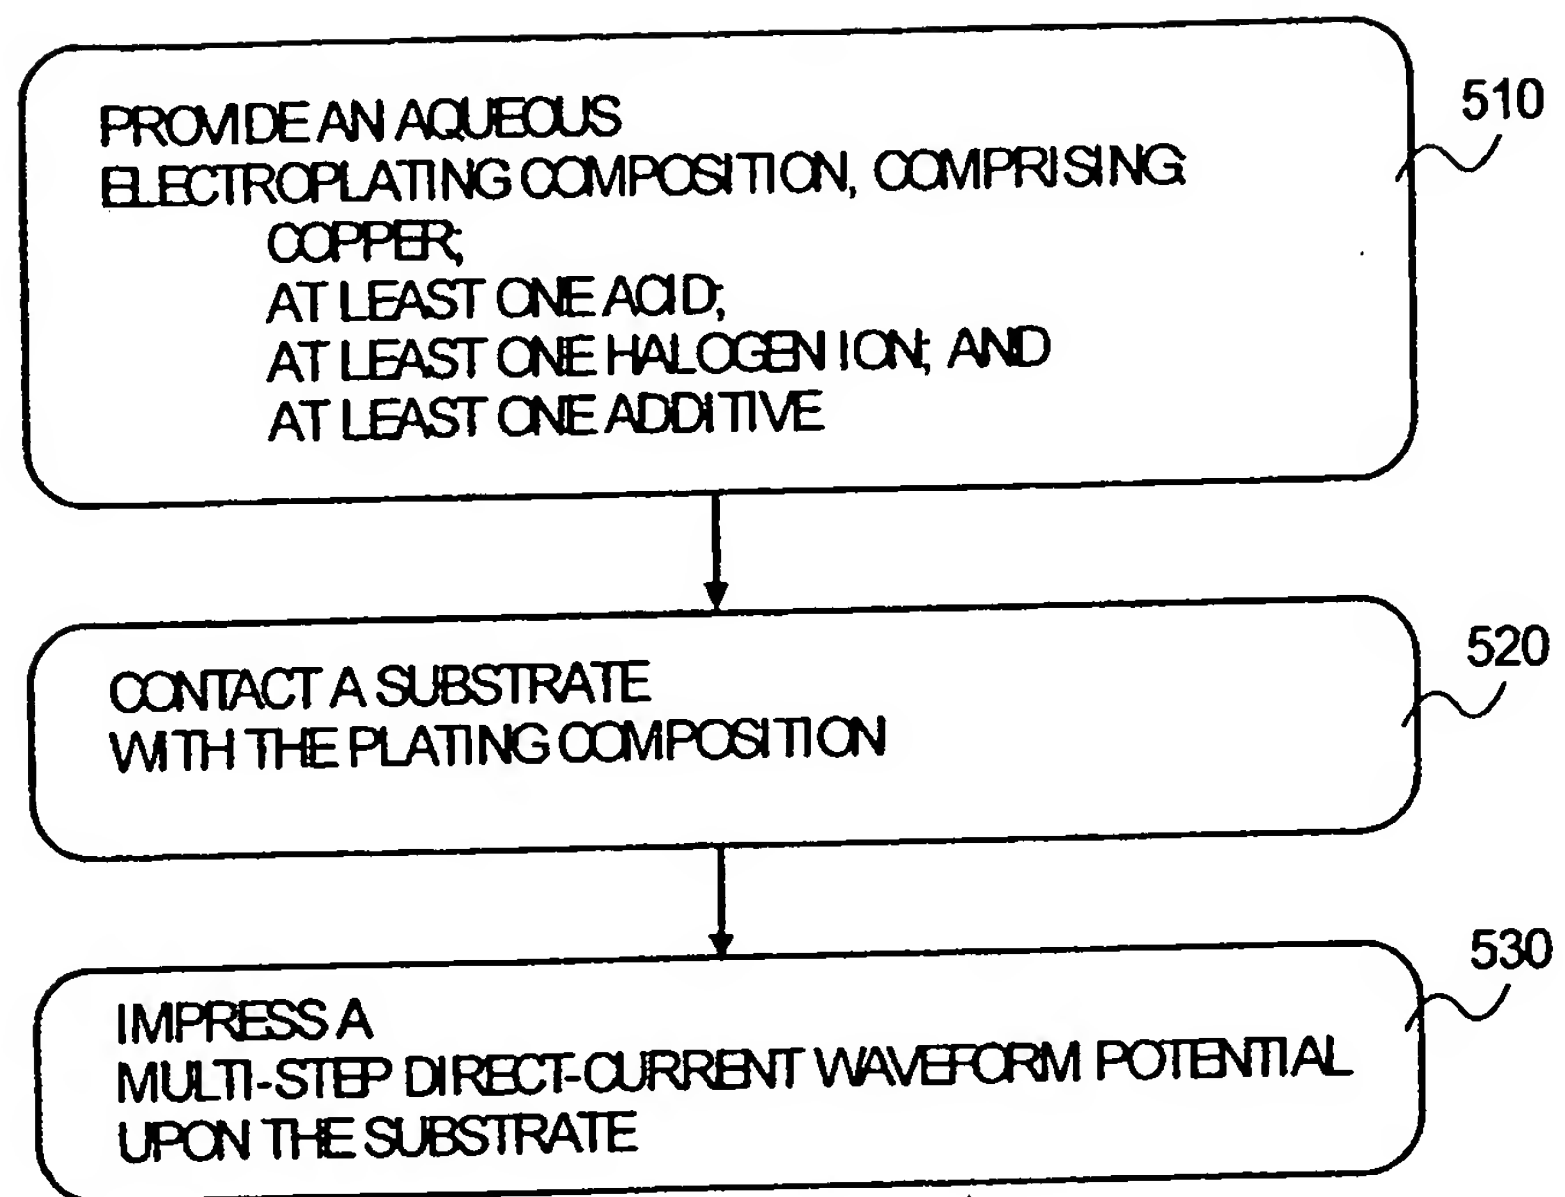 PROVIDE AN AQUEOUS
ELECTROPLATING COMPOSITION, COMPRISING:
COPPER;
AT LEAST ONE ACID;
AT LEAST ONE HALOGEN ION; AND
AT LEAST ONE ADDITIVE
510
CONTACT A SUBSTRATE
WITH THE PLATING COMPOSITION
520
IMPRESS A
MULTI-STEP DIRECT-CURRENT WAVEFORM POTENTIAL
UPON THE SUBSTRATE
530